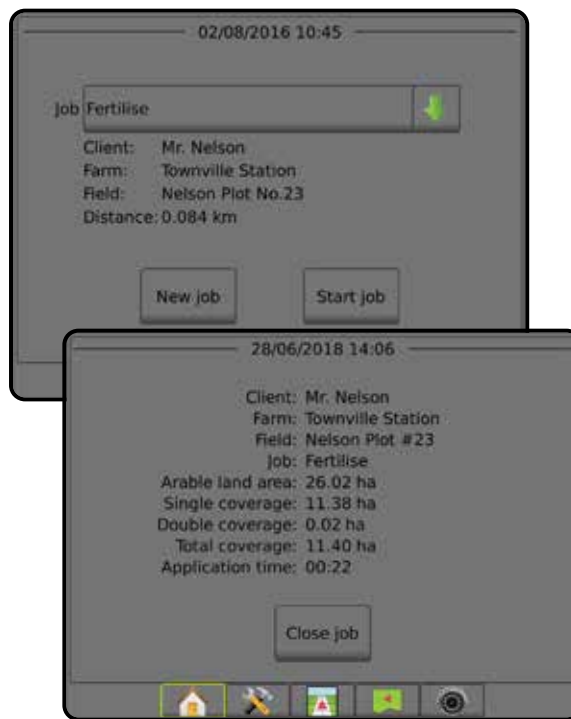 02/08/2016 10:45
Job Fertilise
Client: Mr. Nelson
Farm: Townville Station
Field: Nelson Plot No.23
Distance: 0.084 km
New job Start job
28/06/2018 14:06
Client: Mr. Nelson
Farm: Townville Station
Field: Nelson Plot #23
Job: Fertilise
Arable land area: 26.02 ha
Single coverage: 11.38 ha
Double coverage: 0.02 ha
Total coverage: 11.40 ha
Application time: 00:22
Close job